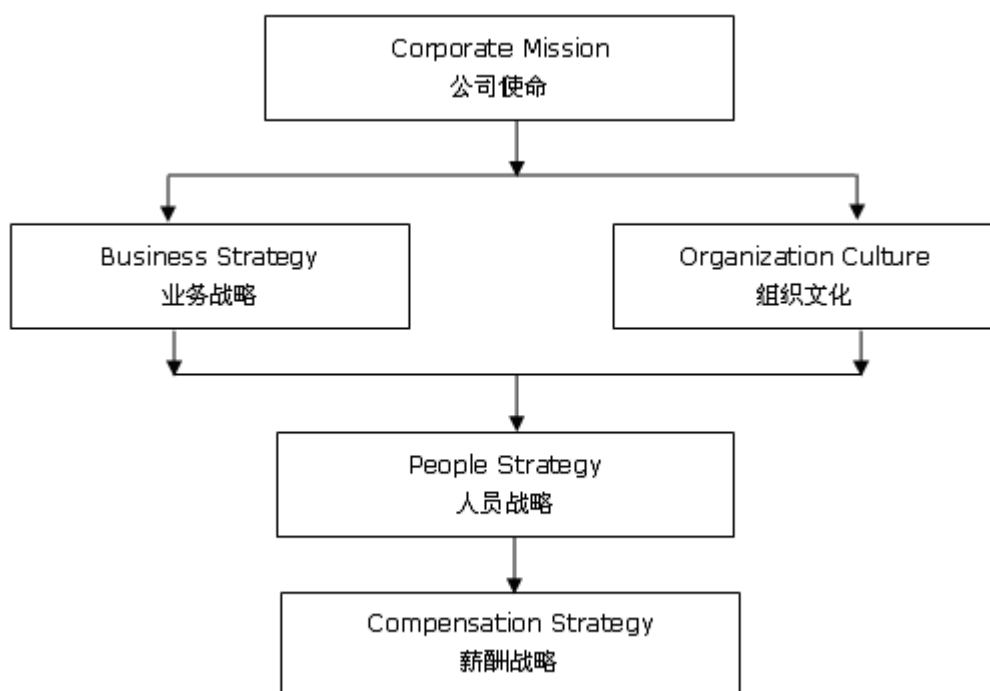 Corporate Mission
公司使命
Business Strategy
业务战略
Organization Culture
组织文化
People Strategy
人员战略
Compensation Strategy
薪酬战略